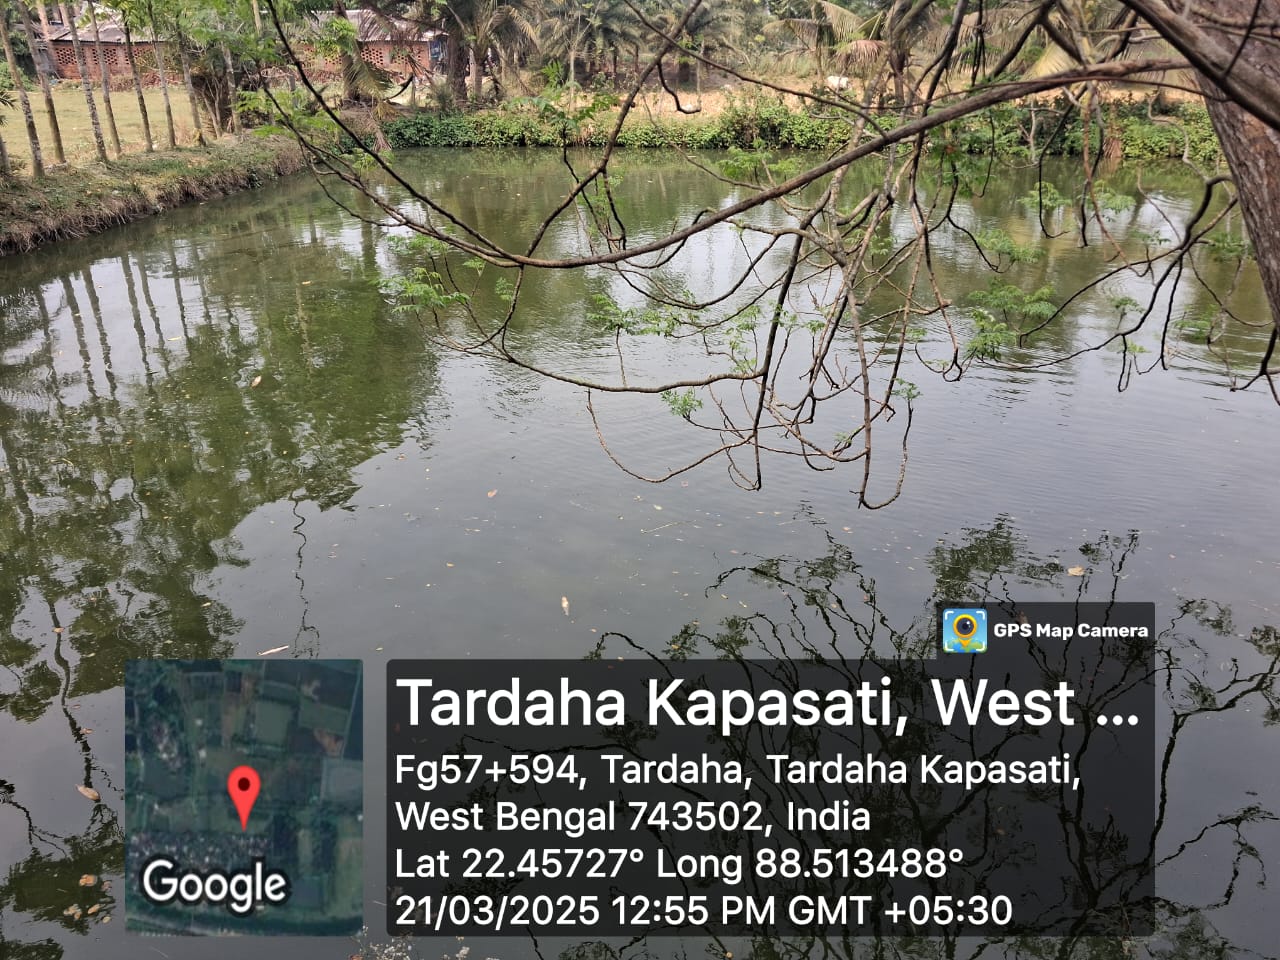 GPS Map Camera
Tardaha Kapasati, West ...
Fg57+594, Tardaha, Tardaha Kapasati,
West Bengal 743502, India
Lat 22.45727° Long 88.513488°
21/03/2025 12:55 PM GMT +05:30
Google